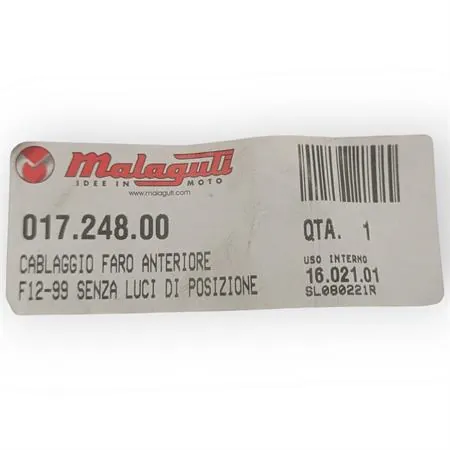 Malaguti
IDEE IN MOTO
www.malaguti.com
017.248.00
CABLAGGIO FARO ANTERIORE
F12-99 SENZA LUCI DI POSIZIONE
QTA. 1
USO INTERNO
16.021.01
SL080221R